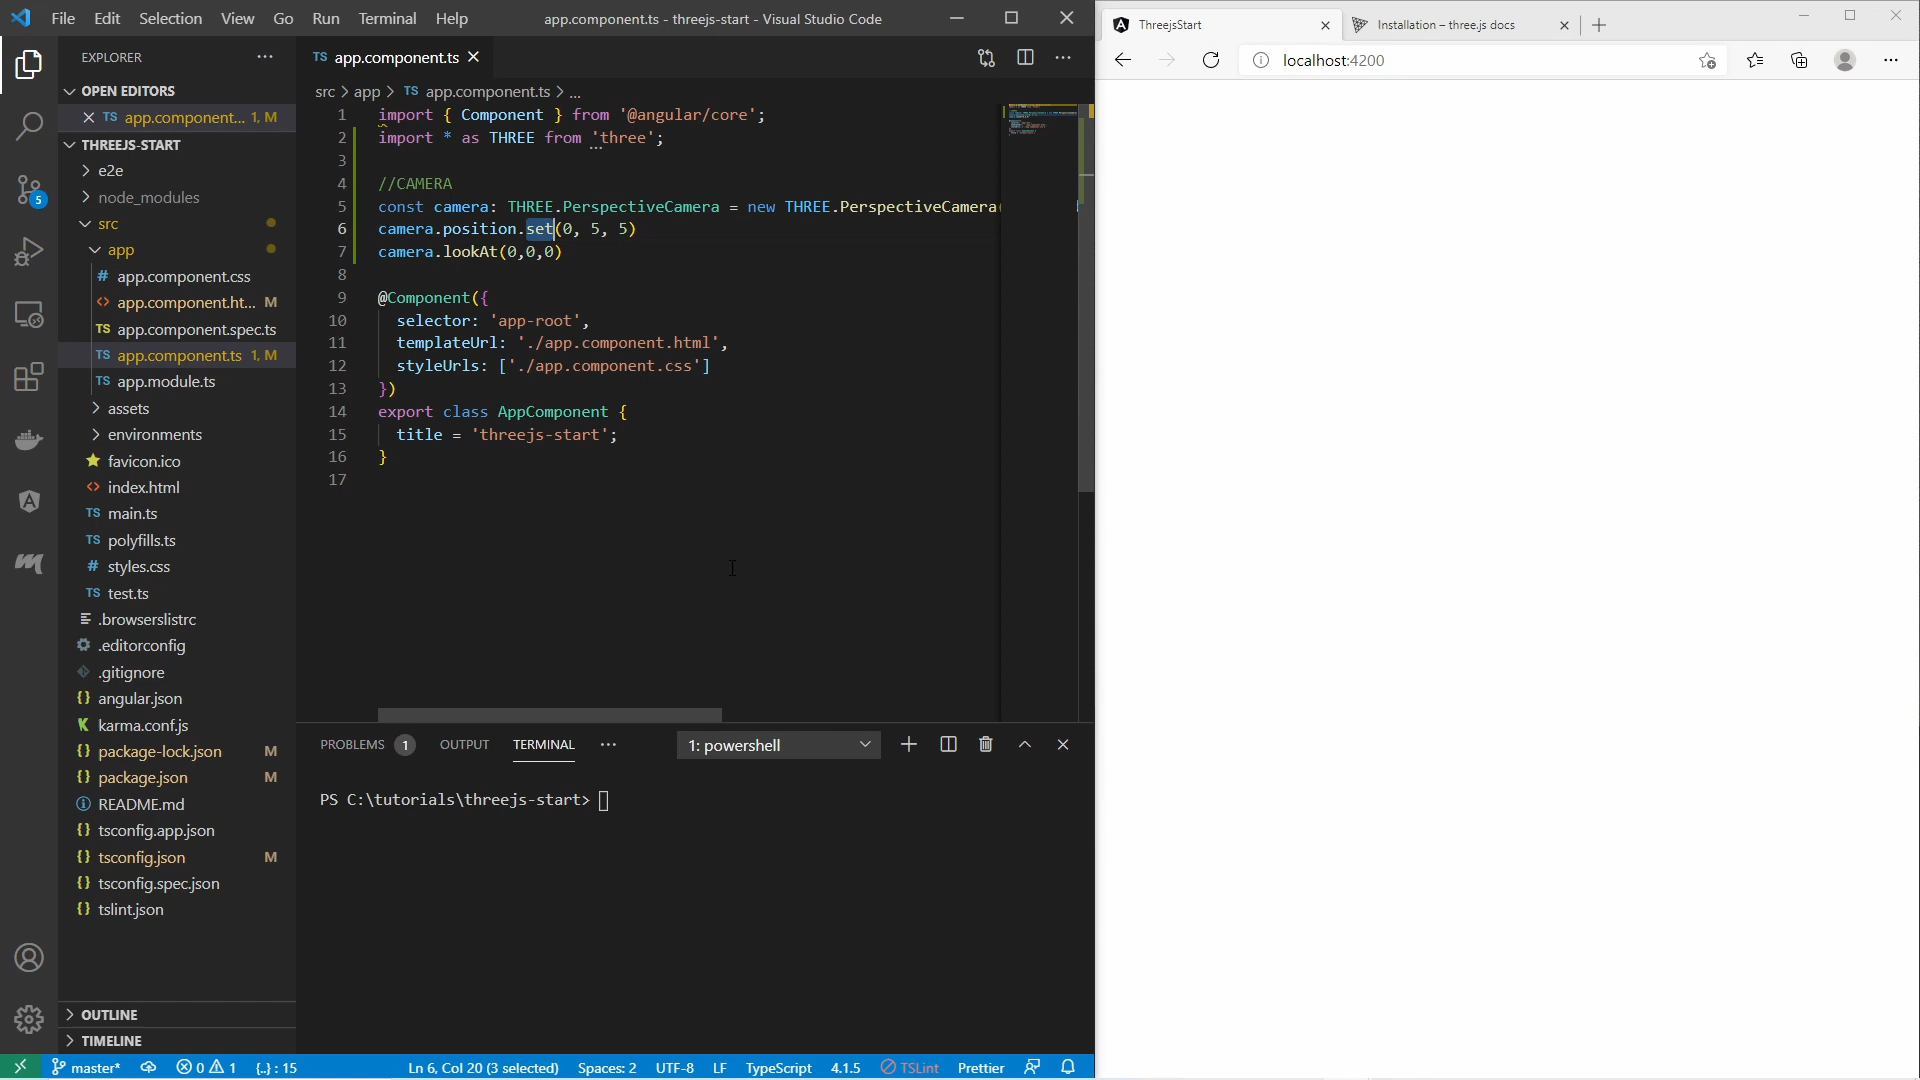 File Edit Selection View Go Run Terminal Help
app.component.ts - threejs-start - Visual Studio Code
EXPLORER
OPEN EDITORS
TS app.component... 1, M
THREEJS-START
e2e
node_modules
src
app
# app.component.css
<> app.component.ht... M
TS app.component.spec.ts
TS app.component.ts 1, M
TS app.module.ts
assets
environments
favicon.ico
<> index.html
TS main.ts
TS polyfills.ts
# styles.css
TS test.ts
.browserslistrc
.editorconfig
.gitignore
{} angular.json
K karma.conf.js
{} package-lock.json M
{} package.json M
README.md
{} tsconfig.app.json
{} tsconfig.json M
{} tsconfig.spec.json
{} tslint.json
OUTLINE
TIMELINE
5
TS app.component.ts
src > app > TS app.component.ts > ...
1 import { Component } from '@angular/core';
2 import * as THREE from 'three';
3
4 //CAMERA
5 const camera: THREE.PerspectiveCamera = new THREE.PerspectiveCamera(
6 camera.position.set(0, 5, 5)
7 camera.lookAt(0,0,0)
8
9 @Component({
10 selector: 'app-root',
11 templateUrl: './app.component.html',
12 styleUrls: ['./app.component.css']
13 })
14 export class AppComponent {
15 title = 'threejs-start';
16 }
17
PROBLEMS 1 OUTPUT TERMINAL
1: powershell
PS C:\tutorials\threejs-start>
master* 0 1 {..} : 15
Ln 6, Col 20 (3 selected) Spaces: 2 UTF-8 LF TypeScript 4.1.5 TSLint Prettier
ThreejsStart
Installation – three.js docs
localhost:4200